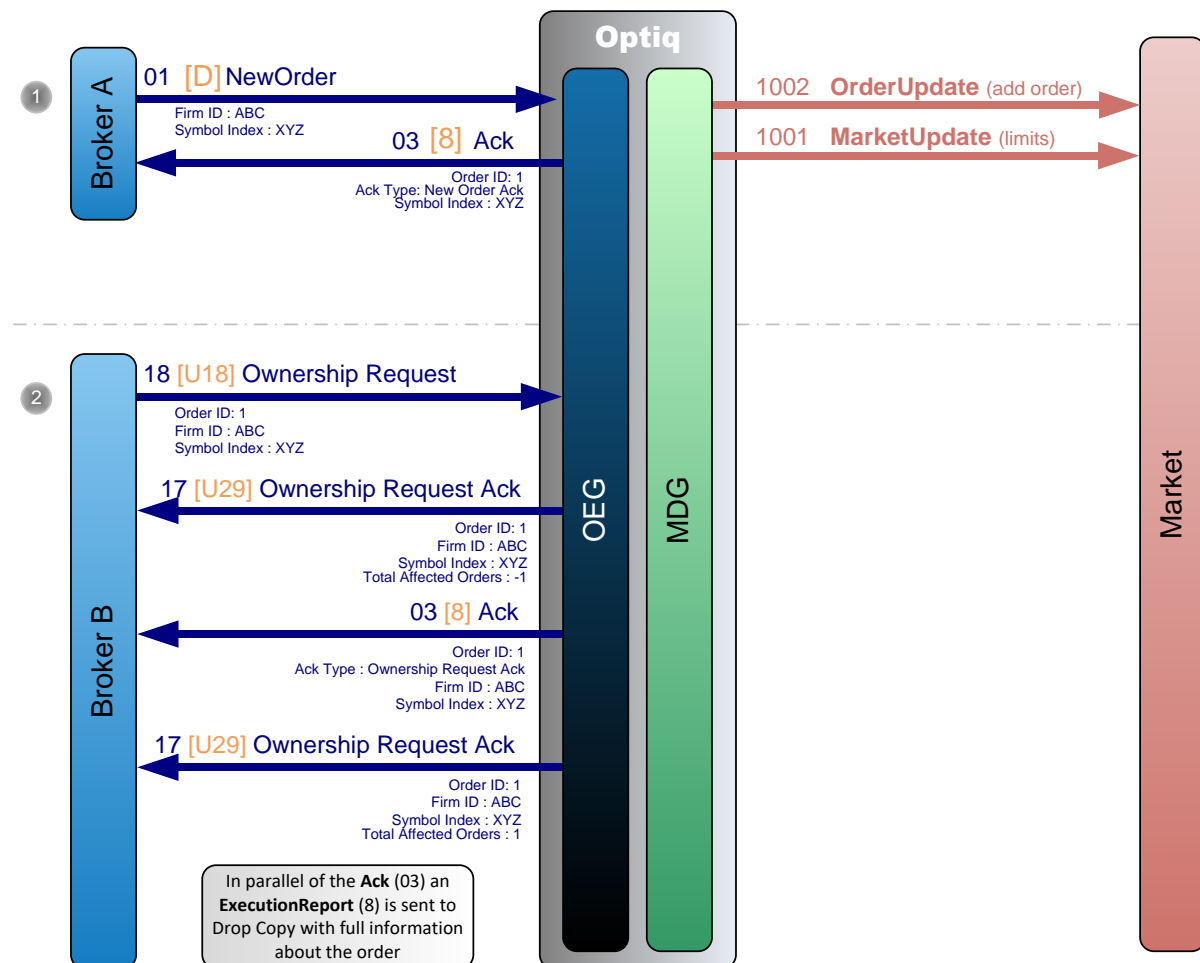 Optiq
1
Broker A
01 [D] NewOrder
Firm ID : ABC
Symbol Index : XYZ
03 [8] Ack
Order ID: 1
Ack Type: New Order Ack
Symbol Index : XYZ
1002 OrderUpdate (add order)
1001 MarketUpdate (limits)
2
Broker B
18 [U18] Ownership Request
Order ID: 1
Firm ID : ABC
Symbol Index : XYZ
17 [U29] Ownership Request Ack
Order ID: 1
Firm ID : ABC
Symbol Index : XYZ
Total Affected Orders : -1
03 [8] Ack
Order ID: 1
Ack Type : Ownership Request Ack
Firm ID : ABC
Symbol Index : XYZ
17 [U29] Ownership Request Ack
Order ID: 1
Firm ID : ABC
Symbol Index : XYZ
Total Affected Orders : 1
OEG
MDG
Market
In parallel of the Ack (03) an
ExecutionReport (8) is sent to
Drop Copy with full information
about the order